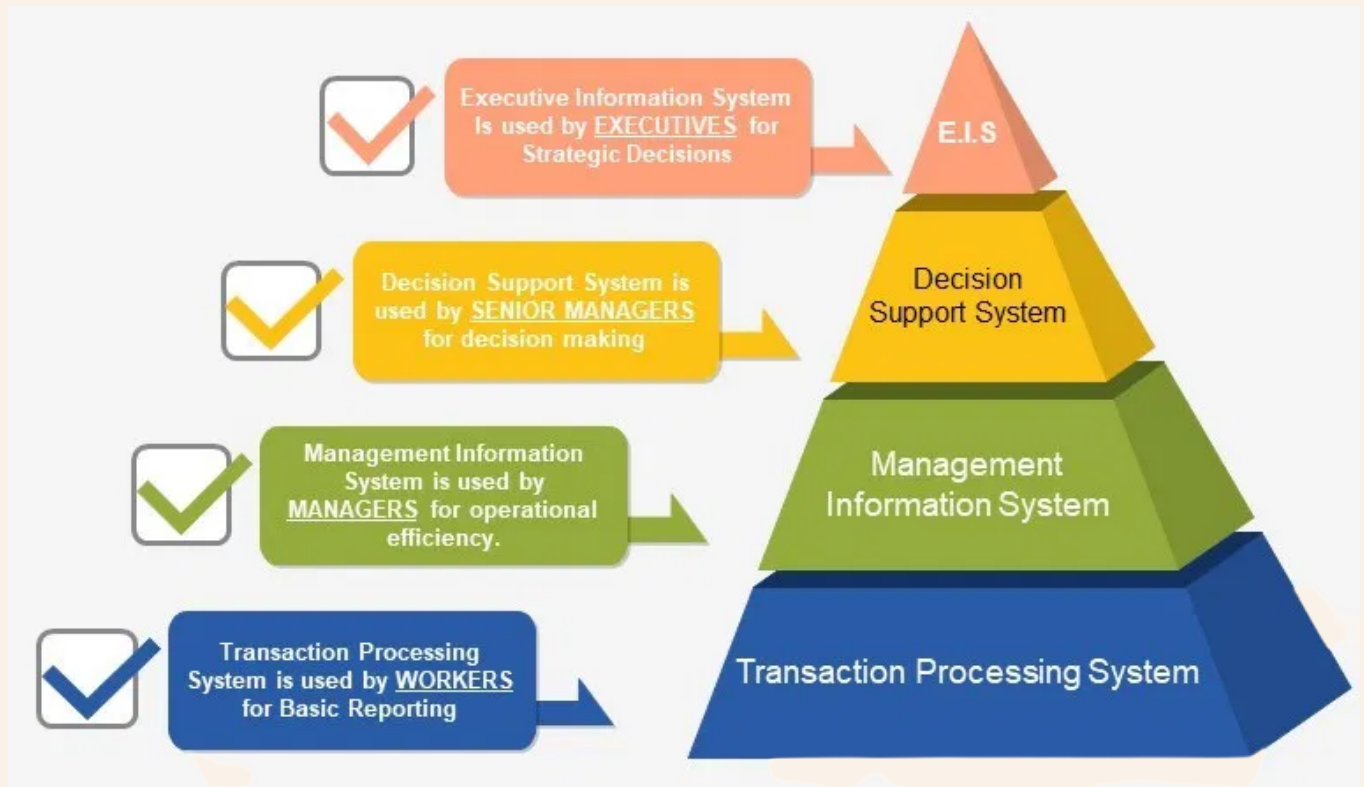 Executive Information System
Is used by EXECUTIVES for
Strategic Decisions
E.I.S
Decision Support System is
used by SENIOR MANAGERS
for decision making
Decision
Support System
Management Information
System is used by
MANAGERS for operational
efficiency.
Management
Information System
Transaction Processing
System is used by WORKERS
for Basic Reporting
Transaction Processing System